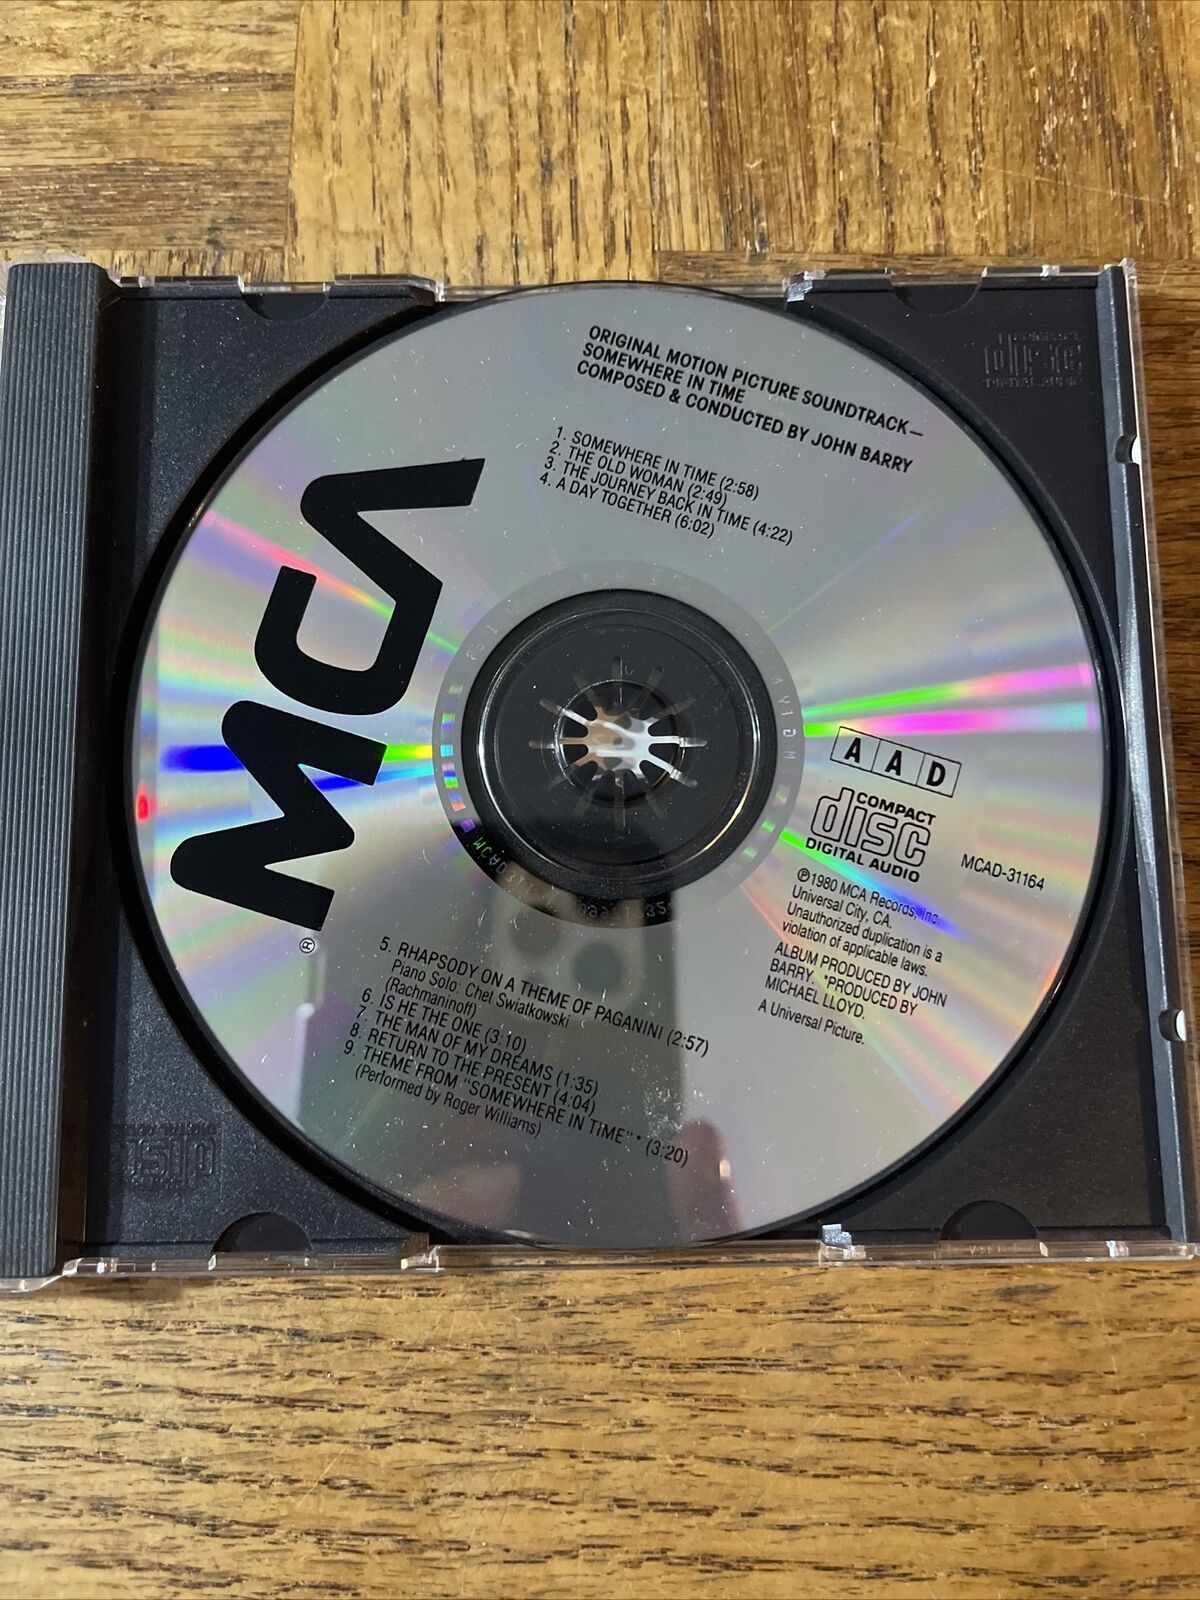 ORIGINAL MOTION PICTURE SOUNDTRACK—
SOMEWHERE IN TIME
COMPOSED & CONDUCTED BY JOHN BARRY
1. SOMEWHERE IN TIME (2:58)
2. THE OLD WOMAN (2:49)
3. THE JOURNEY BACK IN TIME (4:22)
4. A DAY TOGETHER (6:02)
MCA
®
A A D
COMPACT
disc
DIGITAL AUDIO
MCAD-31164
℗1980 MCA Records, Inc.
Universal City, CA.
Unauthorized duplication is a
violation of applicable laws.
ALBUM PRODUCED BY JOHN
BARRY. *PRODUCED BY
MICHAEL LLOYD.
A Universal Picture.
5. RHAPSODY ON A THEME OF PAGANINI (2:57)
Piano Solo: Chet Swiatkowski
(Rachmaninoff)
6. IS HE THE ONE (3:10)
7. THE MAN OF MY DREAMS (1:35)
8. RETURN TO THE PRESENT (4:04)
9. THEME FROM "SOMEWHERE IN TIME"* (3:20)
(Performed by Roger Williams)
disc
DIGITAL AUDIO
disc
DIGITAL AUDIO